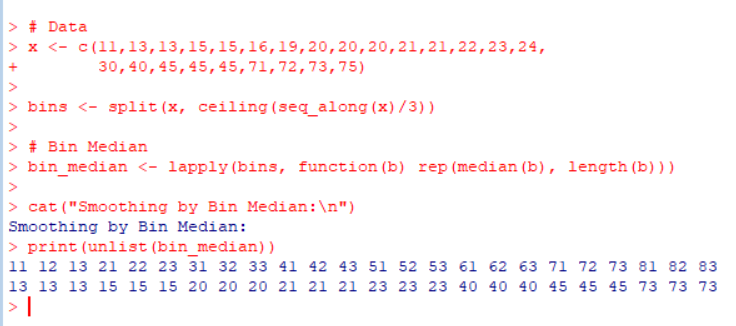 > # Data
> x <- c(11,13,13,15,15,16,19,20,20,20,21,21,22,23,24,
+        30,40,45,45,45,71,72,73,75)
>
> bins <- split(x, ceiling(seq_along(x)/3))
>
> # Bin Median
> bin_median <- lapply(bins, function(b) rep(median(b), length(b)))
>
> cat("Smoothing by Bin Median:\n")
Smoothing by Bin Median:
> print(unlist(bin_median))
11 12 13 21 22 23 31 32 33 41 42 43 51 52 53 61 62 63 71 72 73 81 82 83
13 13 13 15 15 15 20 20 20 21 21 21 23 23 23 40 40 40 45 45 45 73 73 73
>